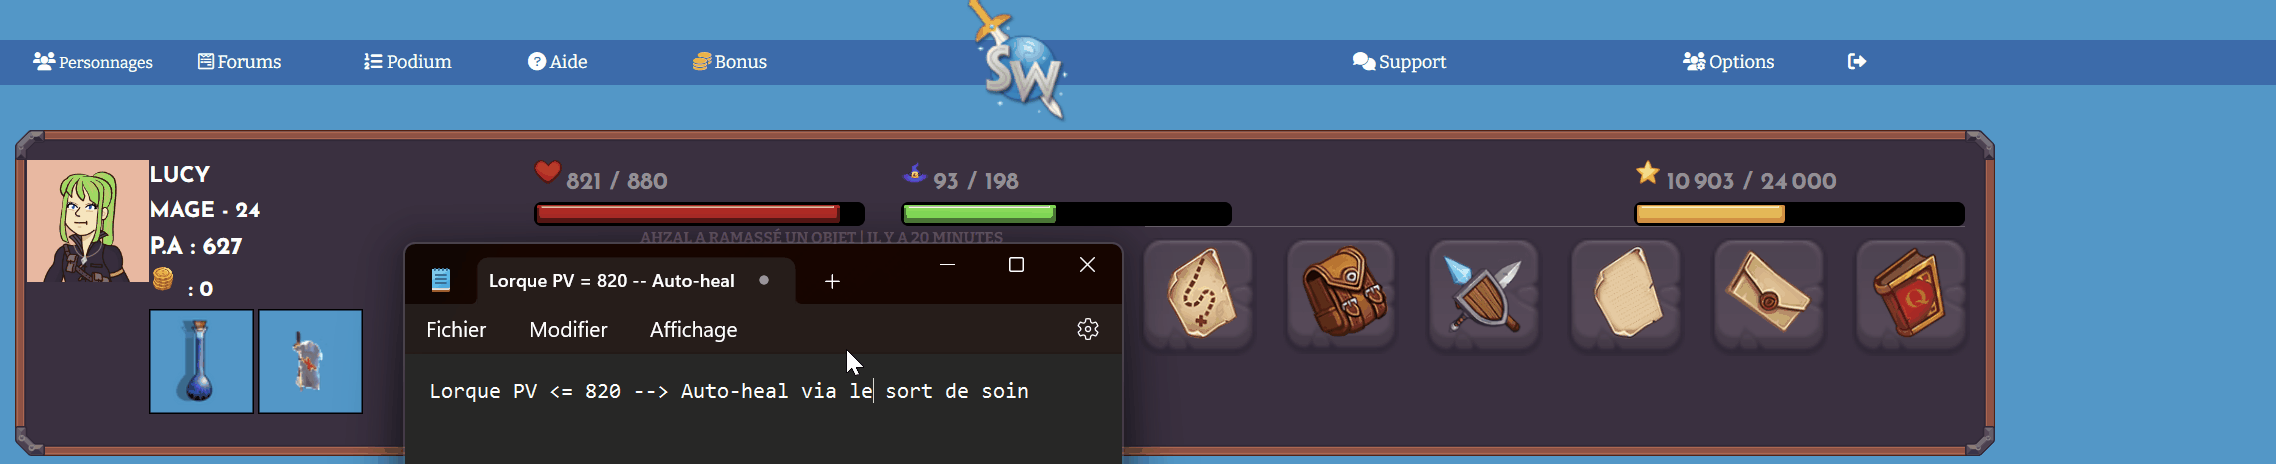 Personnages Forums Podium Aide Bonus SW Support Options
LUCY
MAGE - 24
P.A : 627
: 0
821 / 880
93 / 198
10 903 / 24 000
AHZAL A RAMASSÉ UN OBJET | IL Y A 20 MINUTES
Lorque PV = 820 -- Auto-heal
Fichier Modifier Affichage
Lorque PV <= 820 --> Auto-heal via le sort de soin
Q